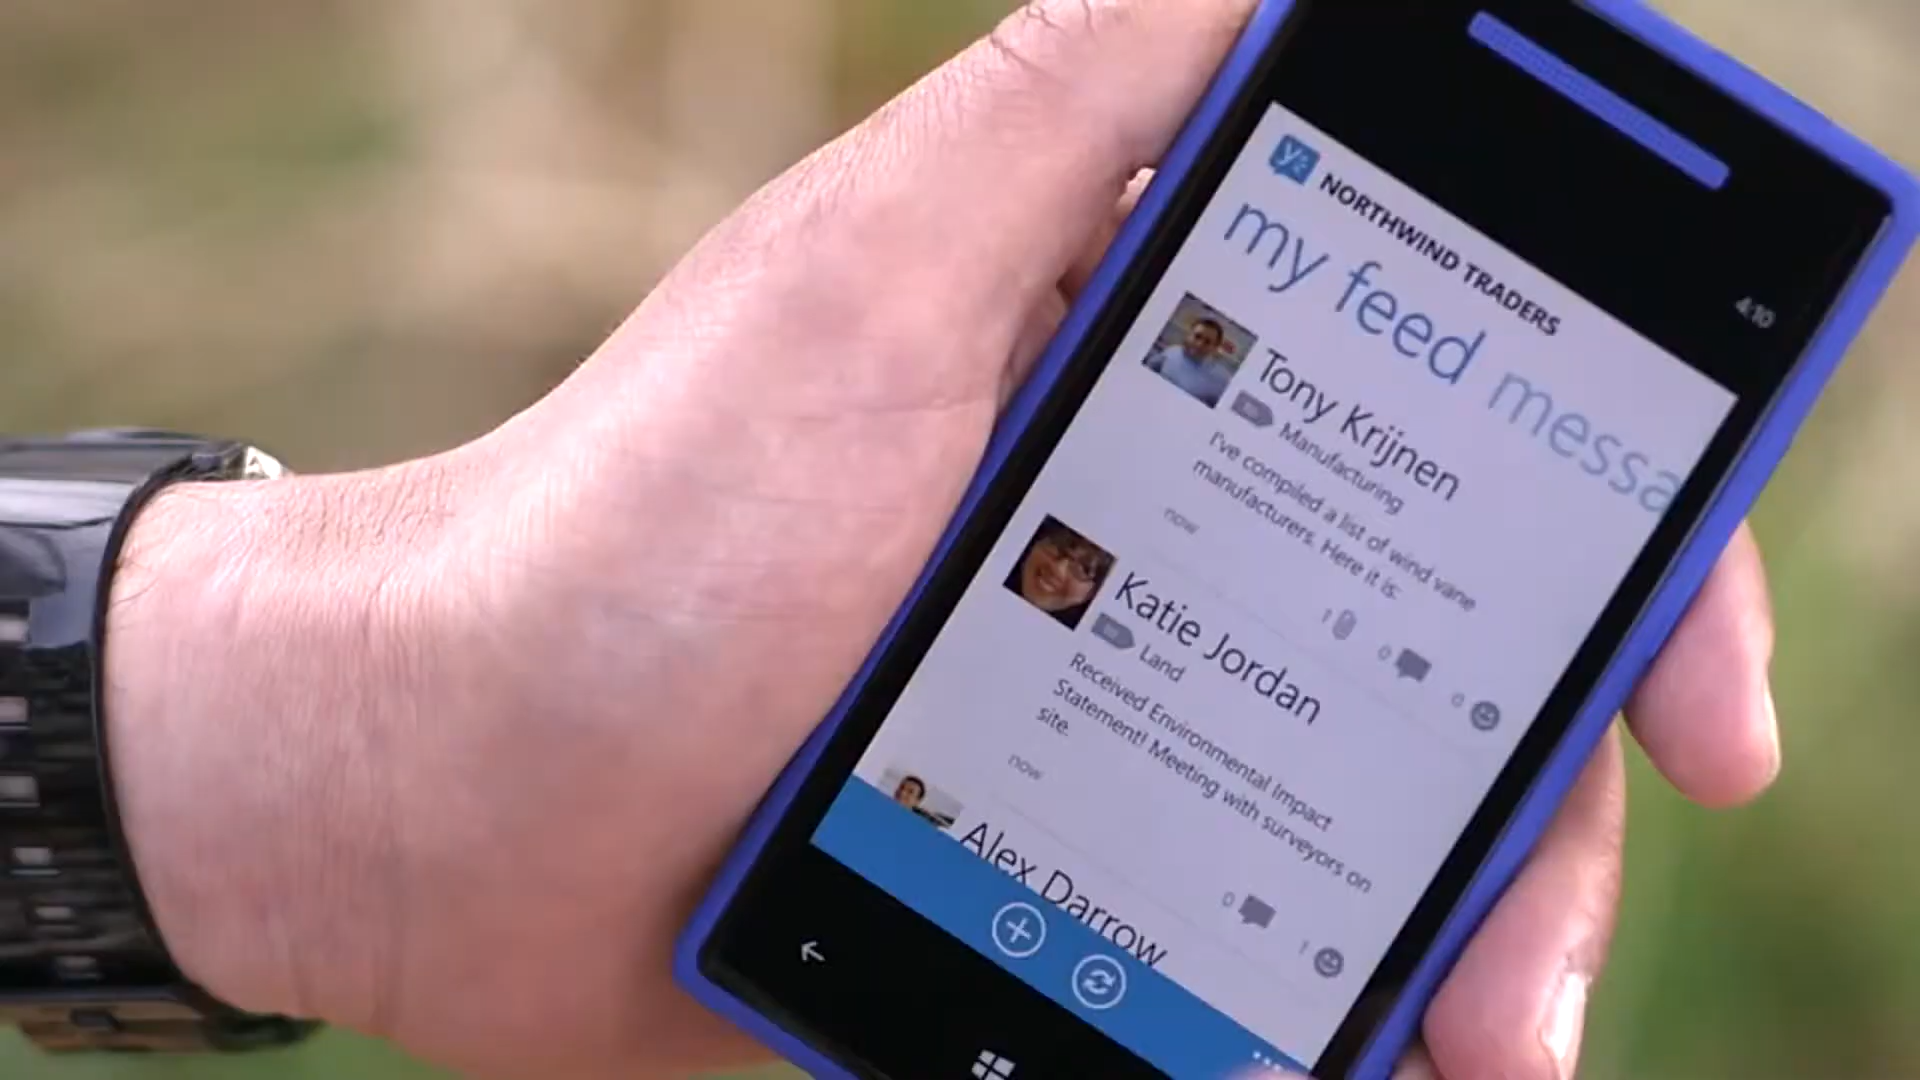 NORTHWIND TRADERS
4:10
my feed messa
Tony Krijnen
Manufacturing
I've compiled a list of wind vane
manufacturers. Here it is:
now
1
0
0
Katie Jordan
Land
Received Environmental Impact
Statement! Meeting with surveyors on
site.
now
0
1
Alex Darrow